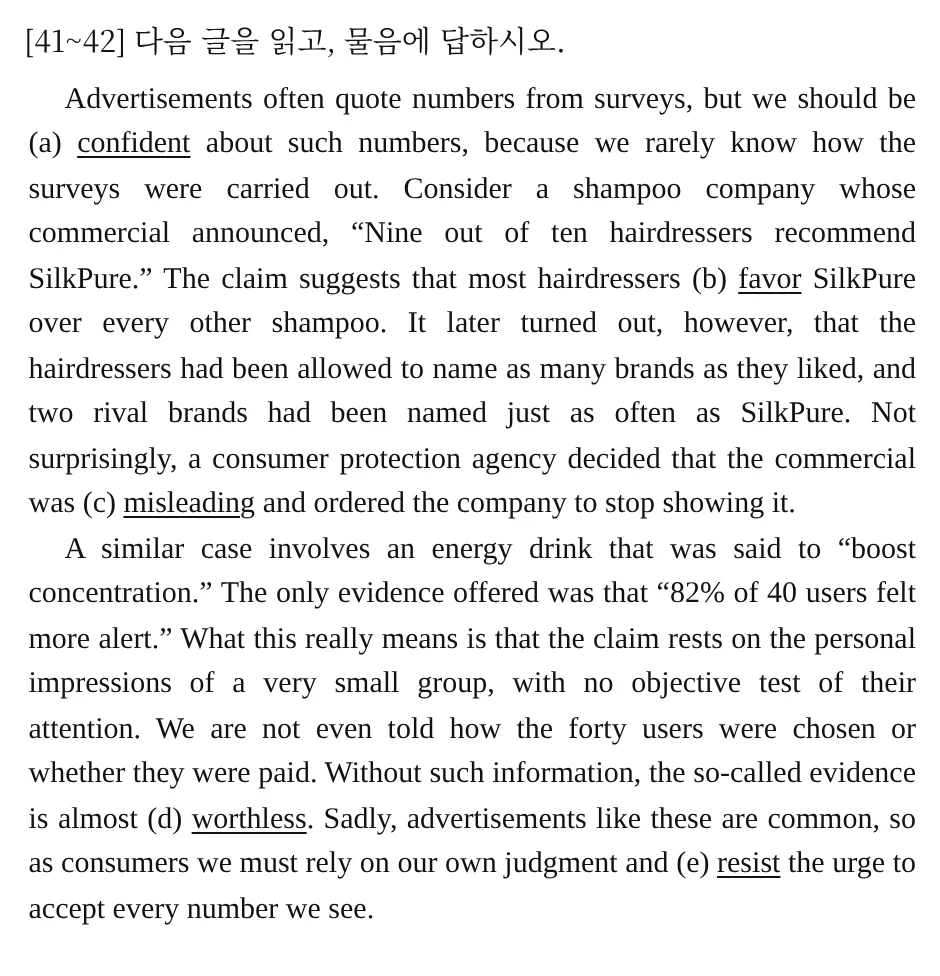 [41~42] 다음 글을 읽고, 물음에 답하시오.
Advertisements often quote numbers from surveys, but we should be
(a) confident about such numbers, because we rarely know how the
surveys were carried out. Consider a shampoo company whose
commercial announced, “Nine out of ten hairdressers recommend
SilkPure.” The claim suggests that most hairdressers (b) favor SilkPure
over every other shampoo. It later turned out, however, that the
hairdressers had been allowed to name as many brands as they liked, and
two rival brands had been named just as often as SilkPure. Not
surprisingly, a consumer protection agency decided that the commercial
was (c) misleading and ordered the company to stop showing it.
A similar case involves an energy drink that was said to “boost
concentration.” The only evidence offered was that “82% of 40 users felt
more alert.” What this really means is that the claim rests on the personal
impressions of a very small group, with no objective test of their
attention. We are not even told how the forty users were chosen or
whether they were paid. Without such information, the so-called evidence
is almost (d) worthless. Sadly, advertisements like these are common, so
as consumers we must rely on our own judgment and (e) resist the urge to
accept every number we see.